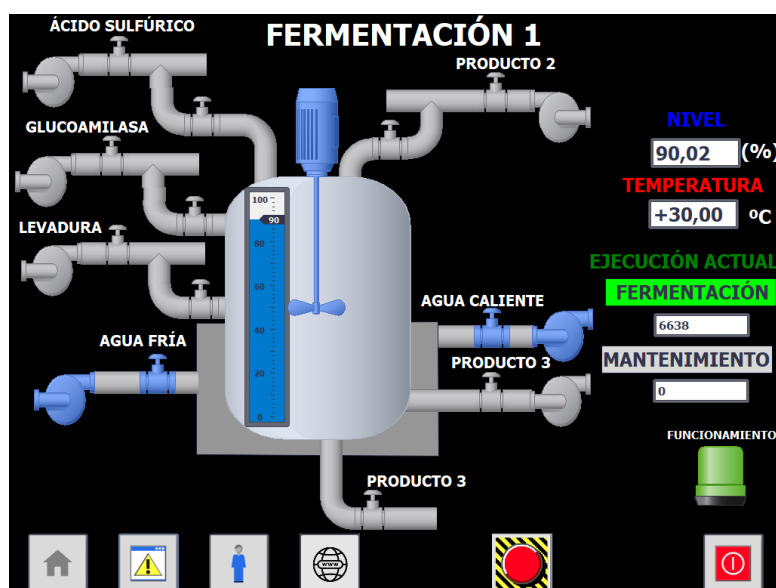 FERMENTACIÓN 1
ÁCIDO SULFÚRICO
PRODUCTO 2
GLUCOAMILASA
NIVEL
90,02 (%)
TEMPERATURA
+30,00 ºC
LEVADURA
100
90
80
60
40
20
0
EJECUCIÓN ACTUAL
FERMENTACIÓN
6638
AGUA CALIENTE
AGUA FRÍA
PRODUCTO 3
MANTENIMIENTO
0
FUNCIONAMIENTO
PRODUCTO 3
www